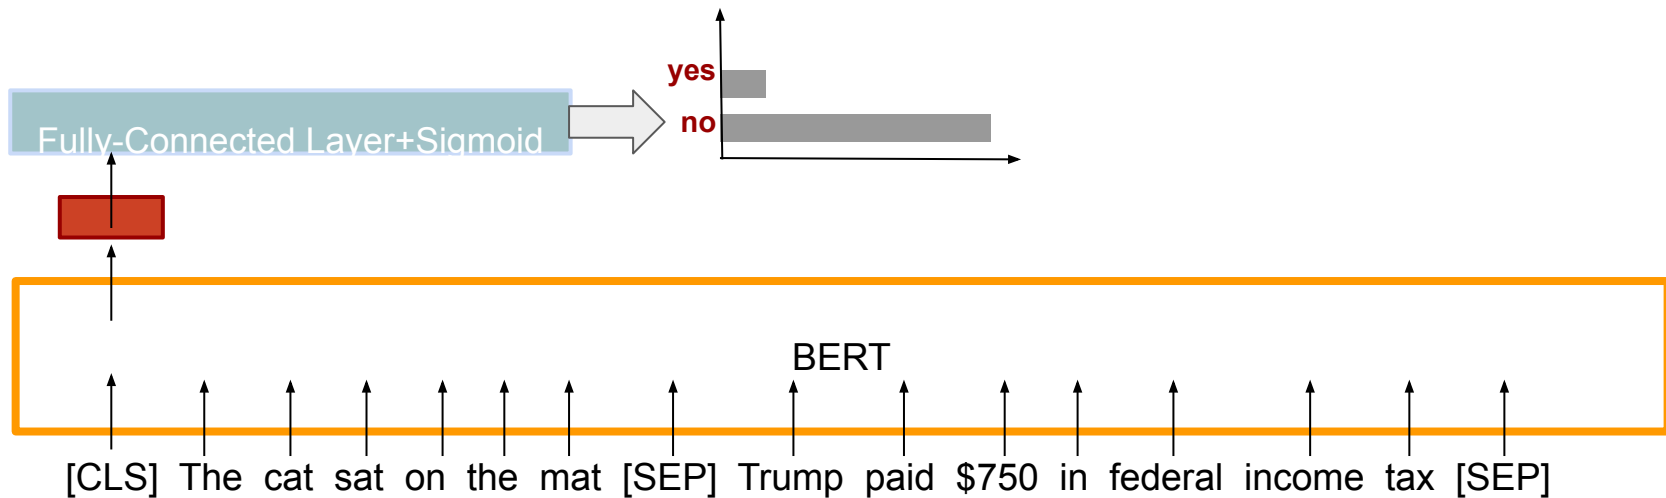 yes
no
Fully-Connected Layer+Sigmoid
BERT
[CLS] The cat sat on the mat [SEP] Trump paid $750 in federal income tax [SEP]